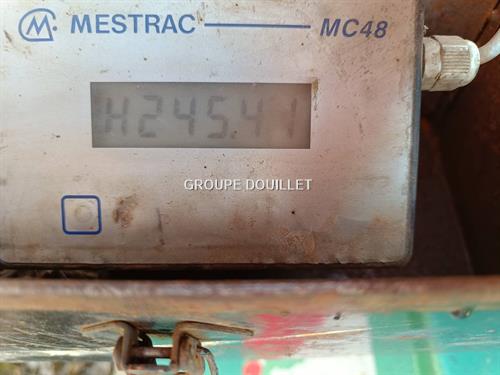 MESTRAC MC48
H245.41
GROUPE DOUILLET